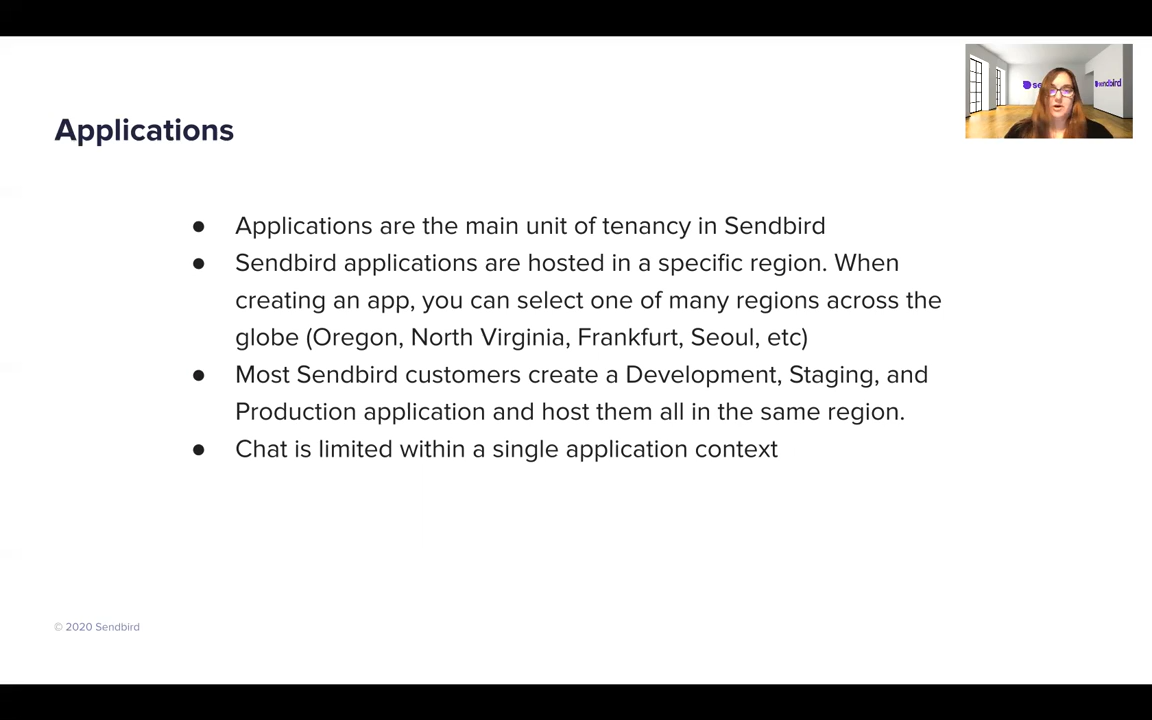 Applications
● Applications are the main unit of tenancy in Sendbird
● Sendbird applications are hosted in a specific region. When
creating an app, you can select one of many regions across the
globe (Oregon, North Virginia, Frankfurt, Seoul, etc)
● Most Sendbird customers create a Development, Staging, and
Production application and host them all in the same region.
● Chat is limited within a single application context
sendbird
© 2020 Sendbird